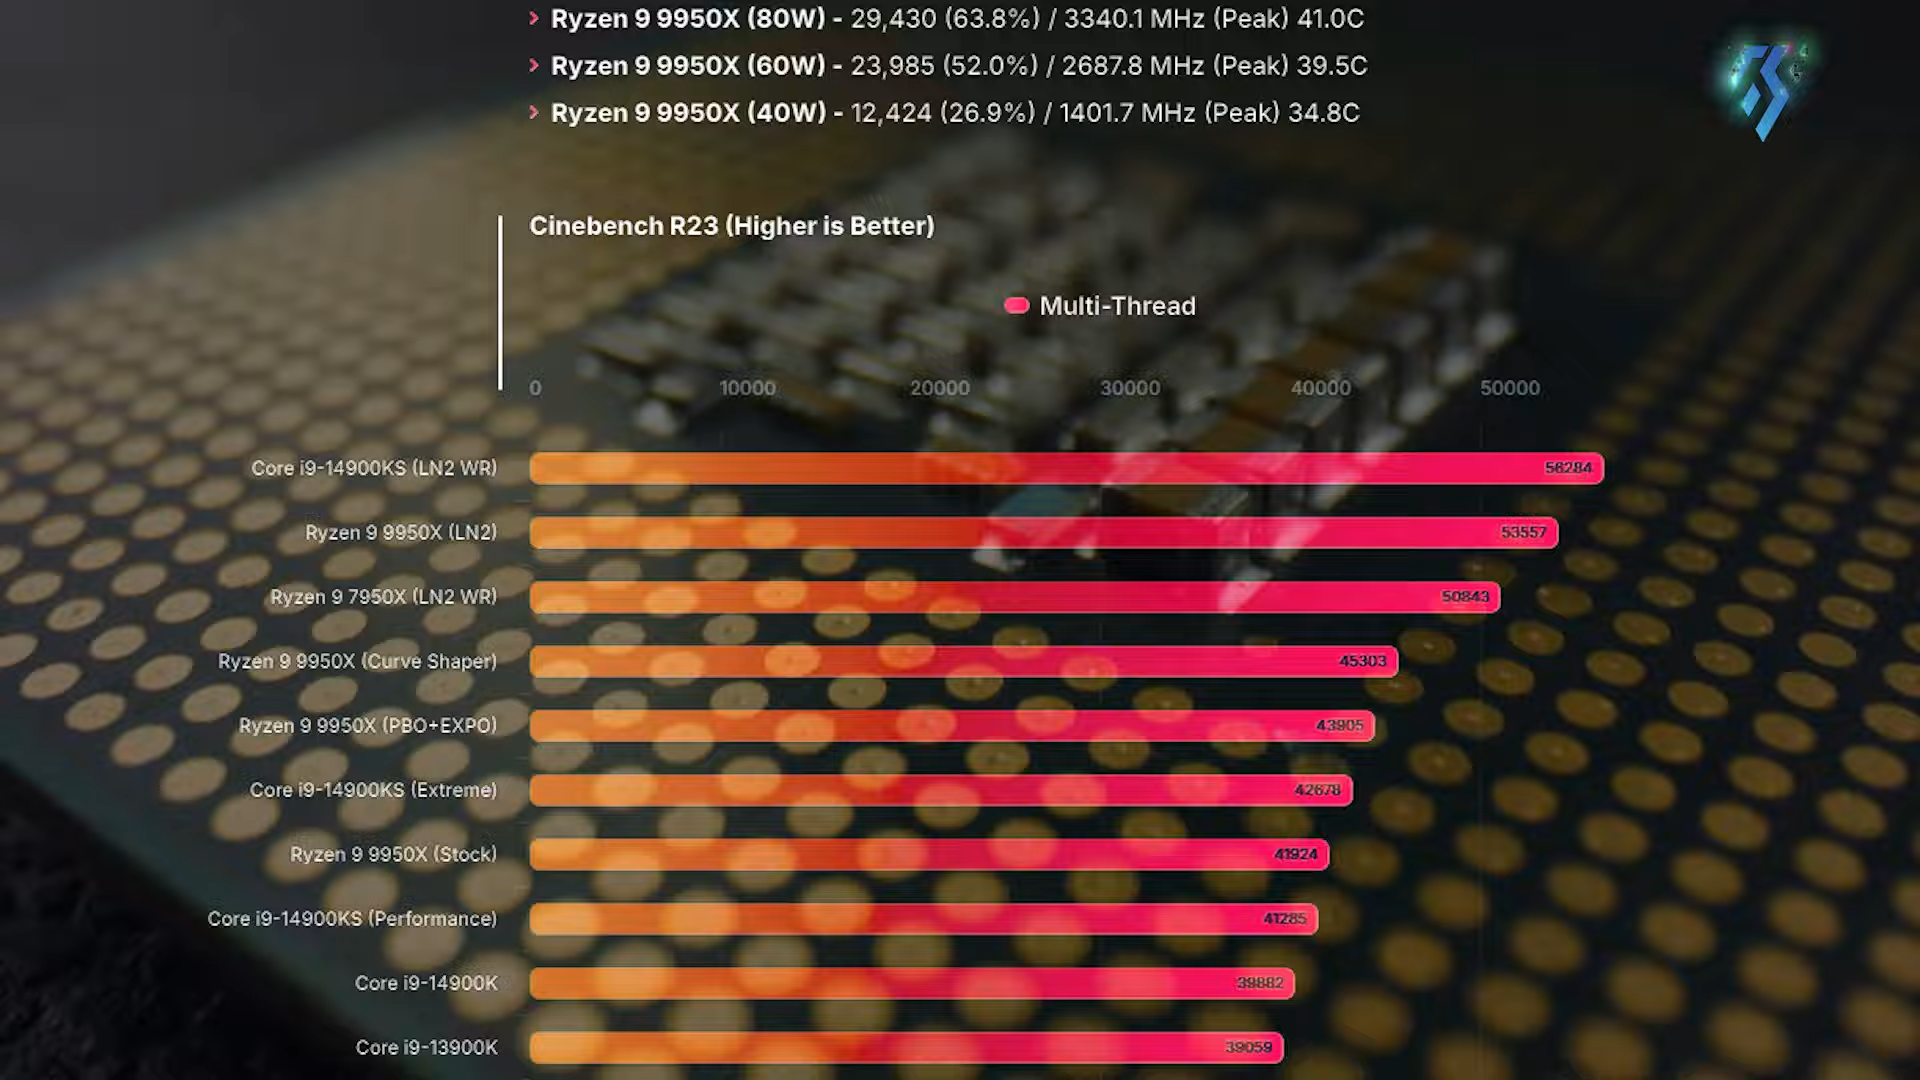 Ryzen 9 9950X (80W) - 29,430 (63.8%) / 3340.1 MHz (Peak) 41.0C
Ryzen 9 9950X (60W) - 23,985 (52.0%) / 2687.8 MHz (Peak) 39.5C
Ryzen 9 9950X (40W) - 12,424 (26.9%) / 1401.7 MHz (Peak) 34.8C
Cinebench R23 (Higher is Better)
Multi-Thread
0 10000 20000 30000 40000 50000
Core i9-14900KS (LN2 WR) 56284
Ryzen 9 9950X (LN2) 53557
Ryzen 9 7950X (LN2 WR) 50843
Ryzen 9 9950X (Curve Shaper) 45303
Ryzen 9 9950X (PBO+EXPO) 43905
Core i9-14900KS (Extreme) 42678
Ryzen 9 9950X (Stock) 41924
Core i9-14900KS (Performance) 41285
Core i9-14900K 39882
Core i9-13900K 39059